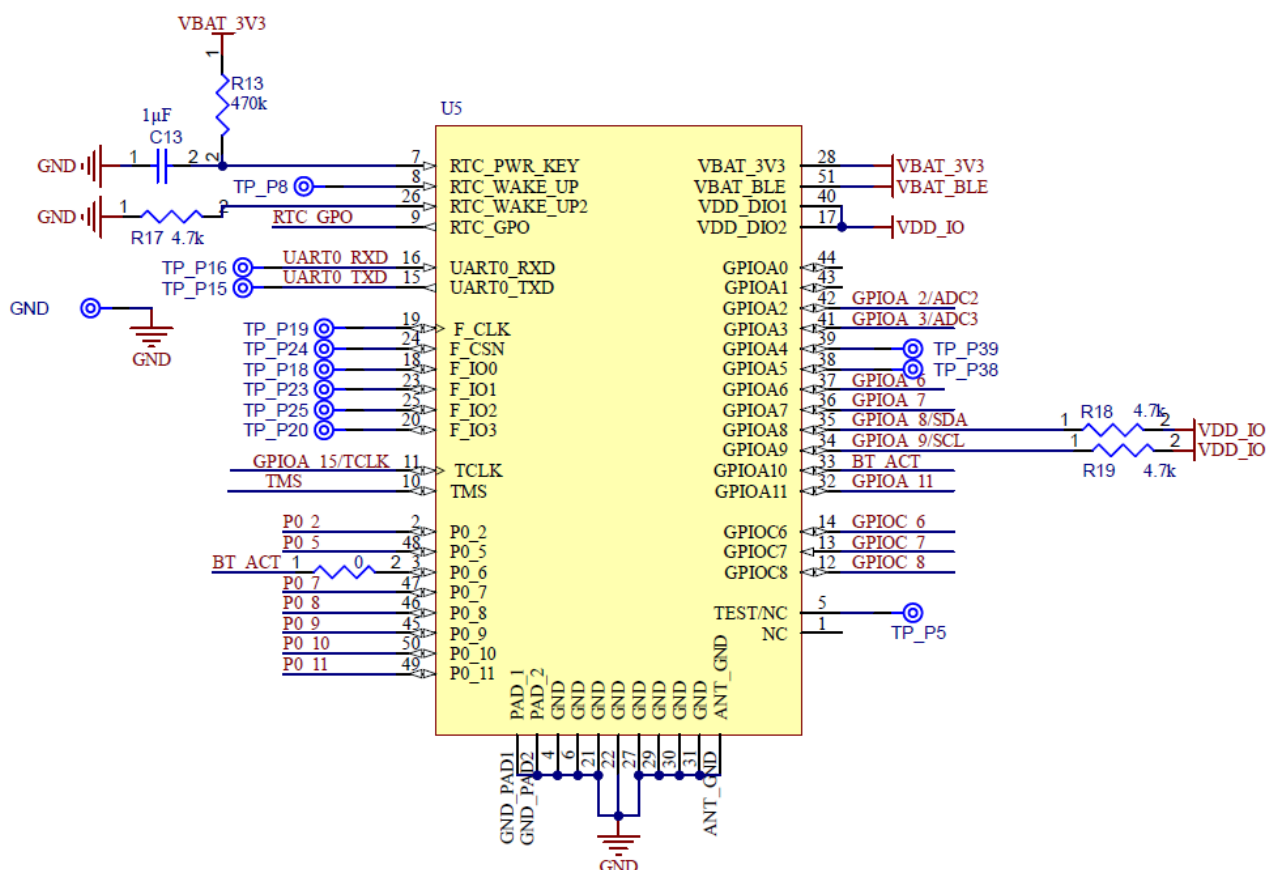 VBAT_3V3
1
R13
470k
2
1µF
C13
GND 1 2 7 RTC_PWR_KEY
TP_P8 8 RTC_WAKE_UP
GND 1 2 26 RTC_WAKE_UP2
R17 4.7k
RTC_GPO 9 RTC_GPO
TP_P16 UART0_RXD 16 UART0_RXD
TP_P15 UART0_TXD 15 UART0_TXD
GND
GND
TP_P19 19 F_CLK
TP_P24 24 F_CSN
TP_P18 18 F_IO0
TP_P23 23 F_IO1
TP_P25 25 F_IO2
TP_P20 20 F_IO3
GPIOA_15/TCLK 11 TCLK
TMS 10 TMS
P0_2 2 P0_2
P0_5 48 P0_5
BT_ACT 1 0 2 3 P0_6
P0_7 47 P0_7
P0_8 46 P0_8
P0_9 45 P0_9
P0_10 50 P0_10
P0_11 49 P0_11
U5
VBAT_3V3 28 VBAT_3V3
VBAT_BLE 51 VBAT_BLE
VDD_DIO1 40
VDD_DIO2 17 VDD_IO
GPIOA0 44
GPIOA1 43
GPIOA2 42 GPIOA_2/ADC2
GPIOA3 41 GPIOA_3/ADC3
GPIOA4 39 TP_P39
GPIOA5 38 TP_P38
GPIOA6 37 GPIOA_6
GPIOA7 36 GPIOA_7
GPIOA8 35 GPIOA_8/SDA 1 R18 4.7k 2 VDD_IO
GPIOA9 34 GPIOA_9/SCL 1 R19 4.7k 2 VDD_IO
GPIOA10 33 BT_ACT
GPIOA11 32 GPIOA_11
GPIOC6 14 GPIOC_6
GPIOC7 13 GPIOC_7
GPIOC8 12 GPIOC_8
TEST/NC 5 TP_P5
NC 1
PAD_1 GND_PAD1
PAD_2 GND_PAD2
GND 4
GND 6
GND 21
GND 22
GND 27
GND 29
GND 30
GND 31
ANT_GND ANT_GND
GND